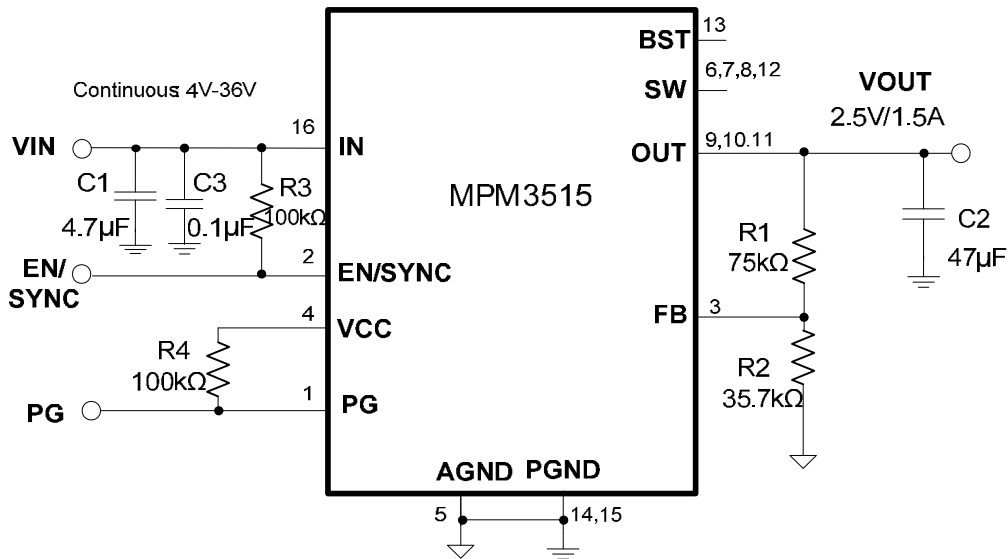 13
BST
6,7,8,12
SW
Continuous: 4V-36V
VOUT
2.5V/1.5A
16
9,10.11
VIN
IN
OUT
C1
C3
R3
MPM3515
4.7µF
0.1µF
100kΩ
R1
75kΩ
C2
47µF
EN/
SYNC
2
EN/SYNC
4
VCC
FB
3
R4
100kΩ
R2
35.7kΩ
1
PG
PG
AGND
PGND
5
14,15